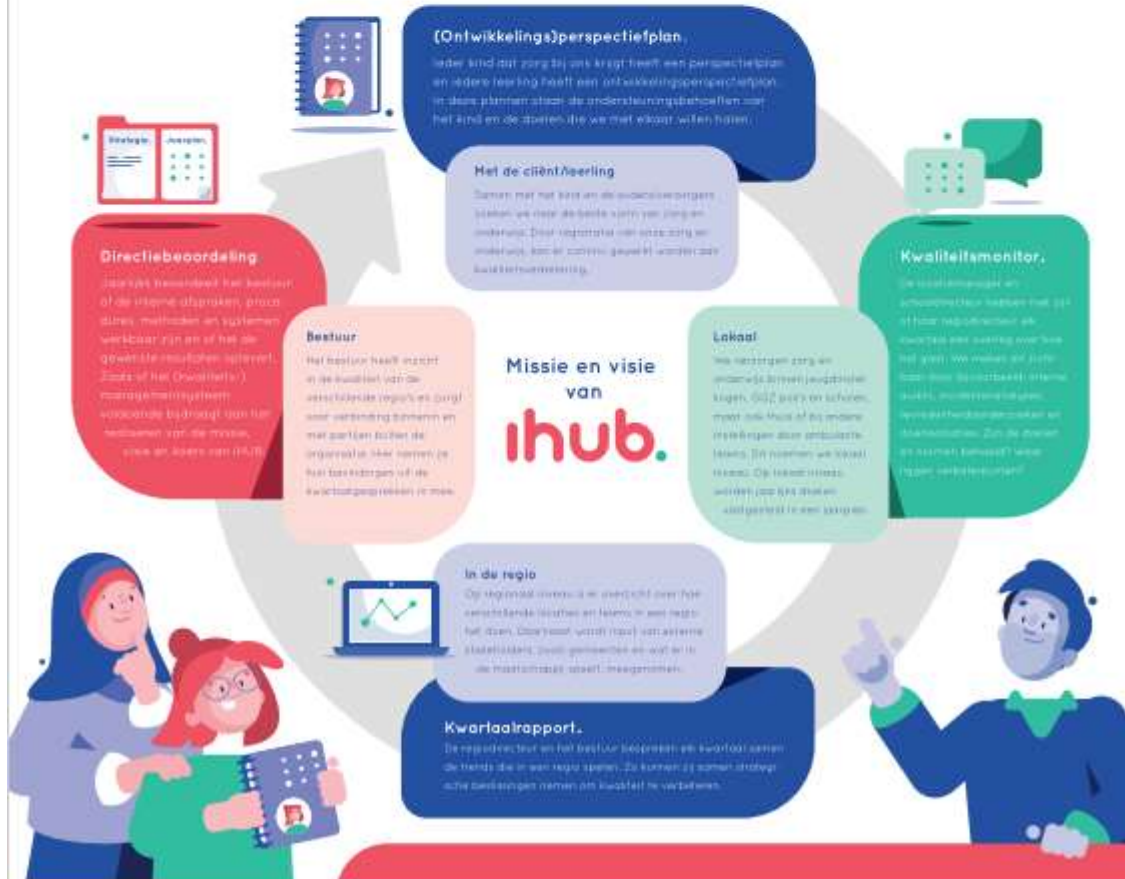 (Ontwikkelings)perspectiefplan.
Ieder kind dat zorg bij ons krijgt heeft een perspectiefplan
en iedere leerling heeft een ontwikkelingsperspectiefplan.
In deze plannen staan de ondersteuningsbehoeften van
het kind en de doelen die we met elkaar willen halen.
Met de cliënt/leerling
Samen met het kind en de ouders/verzorgers
zoeken we naar de beste vorm van zorg en
onderwijs. Door registratie van onze zorg en
onderwijs, kan er continu gewerkt worden aan
kwaliteitsverbetering.
Strategie. Jaarplan.
Directiebeoordeling
Jaarlijks beoordeelt het bestuur
of de interne afspraken, proce-
dures, methoden en systemen
werkbaar zijn en of het de
gewenste resultaten oplevert.
Zoals of het (kwaliteits-)
managementsysteem
voldoende bijdraagt aan het
realiseren van de missie,
visie en koers van iHUB.
Bestuur
Het bestuur heeft inzicht
in de kwaliteit van de
verschillende regio's en zorgt
voor verbinding binnenin en
met partijen buiten de
organisatie. Hier nemen ze
hun bevindingen uit de
kwartaalgesprekken in mee.
Missie en visie
van
ihub.
Lokaal
We verzorgen zorg en
onderwijs binnen
GGZ poli's en scholen,
maar ook thuis of bij andere
instellingen door ambulante
teams. Dit noemen we lokaal
niveau. Op lokaal niveau
worden jaarlijks doelen
vastgesteld in een jaarplan.
Kwaliteitsmonitor.
De locatiemanager en
schooldirecteur hebben met zijn
of haar regiodirecteur elk
kwartaal een overleg over hoe
het gaat. We maken dit zicht-
baar door bijvoorbeeld interne
audits, incidentenanalyses,
tevredenheidsonderzoeken en
Zijn de doelen
en normen behaald? Waar
liggen verbeterpunten?
In de regio
Op regionaal niveau is er overzicht over hoe
verschillende locaties en teams in een regio
het doen. Daarnaast wordt input van externe
stakeholders, zoals gemeenten en wat er in
de maatschappij speelt, meegenomen.
Kwartaalrapport.
De regiodirecteur en het bestuur bespreken elk kwartaal samen
de trends die in een regio spelen. Zo kunnen zij samen strategi-
sche beslissingen nemen om kwaliteit te verbeteren.